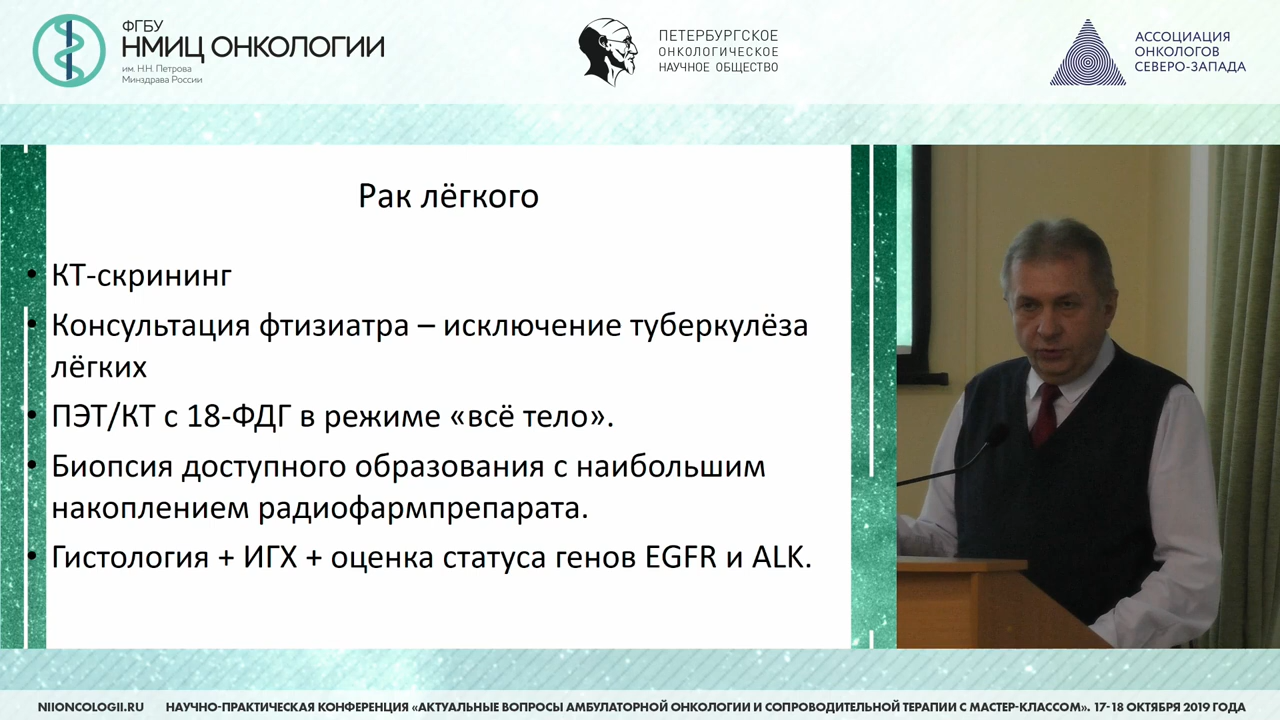 ФГБУ
НМИЦ ОНКОЛОГИИ
им. Н.Н. Петрова
Минздрава России
ПЕТЕРБУРГСКОЕ
ОНКОЛОГИЧЕСКОЕ
НАУЧНОЕ ОБЩЕСТВО
АССОЦИАЦИЯ
ОНКОЛОГОВ
СЕВЕРО-ЗАПАДА
Рак лёгкого
• КТ-скрининг
• Консультация фтизиатра – исключение туберкулёза
лёгких
• ПЭТ/КТ с 18-ФДГ в режиме «всё тело».
• Биопсия доступного образования с наибольшим
накоплением радиофармпрепарата.
• Гистология + ИГХ + оценка статуса генов EGFR и ALK.
NIIONCOLOGII.RU НАУЧНО-ПРАКТИЧЕСКАЯ КОНФЕРЕНЦИЯ «АКТУАЛЬНЫЕ ВОПРОСЫ АМБУЛАТОРНОЙ ОНКОЛОГИИ И СОПРОВОДИТЕЛЬНОЙ ТЕРАПИИ С МАСТЕР-КЛАССОМ». 17-18 ОКТЯБРЯ 2019 ГОДА